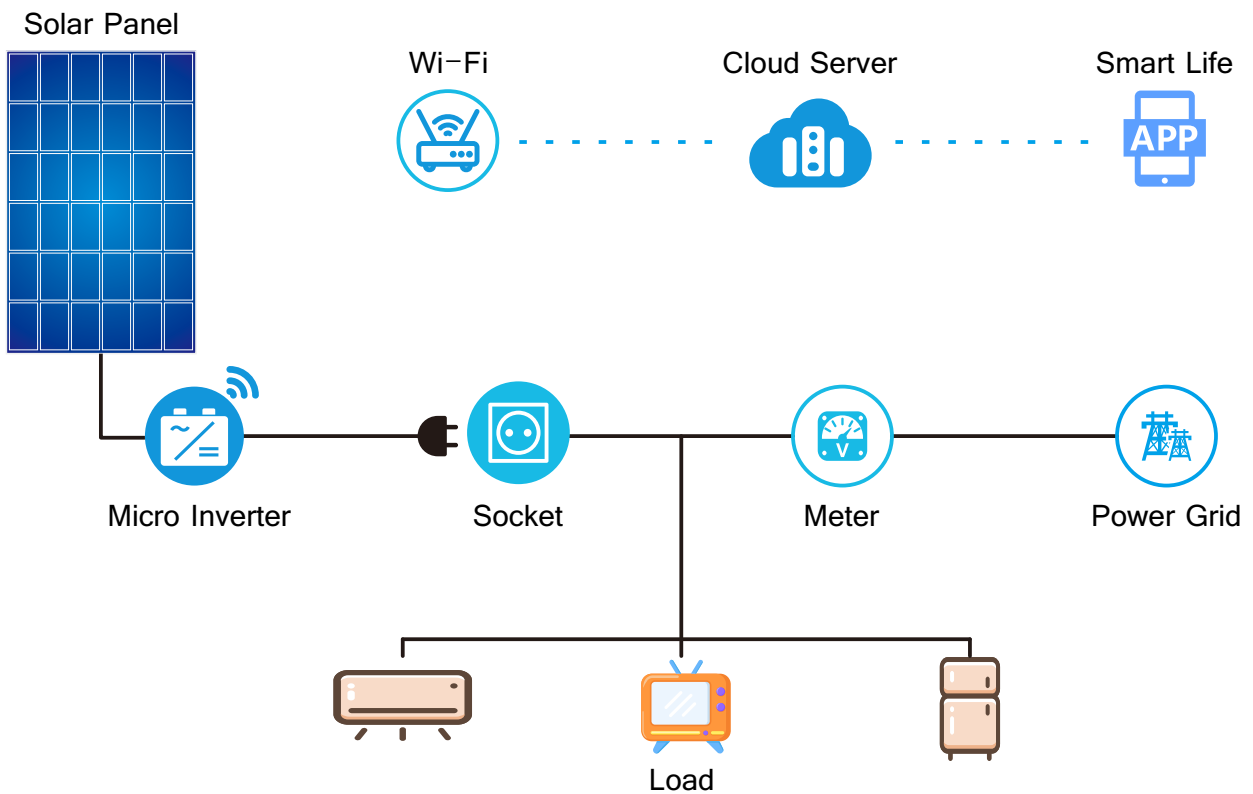 Solar Panel
Wi-Fi
Cloud Server
Smart Life
APP
Micro Inverter
Socket
V
Meter
Power Grid
Load